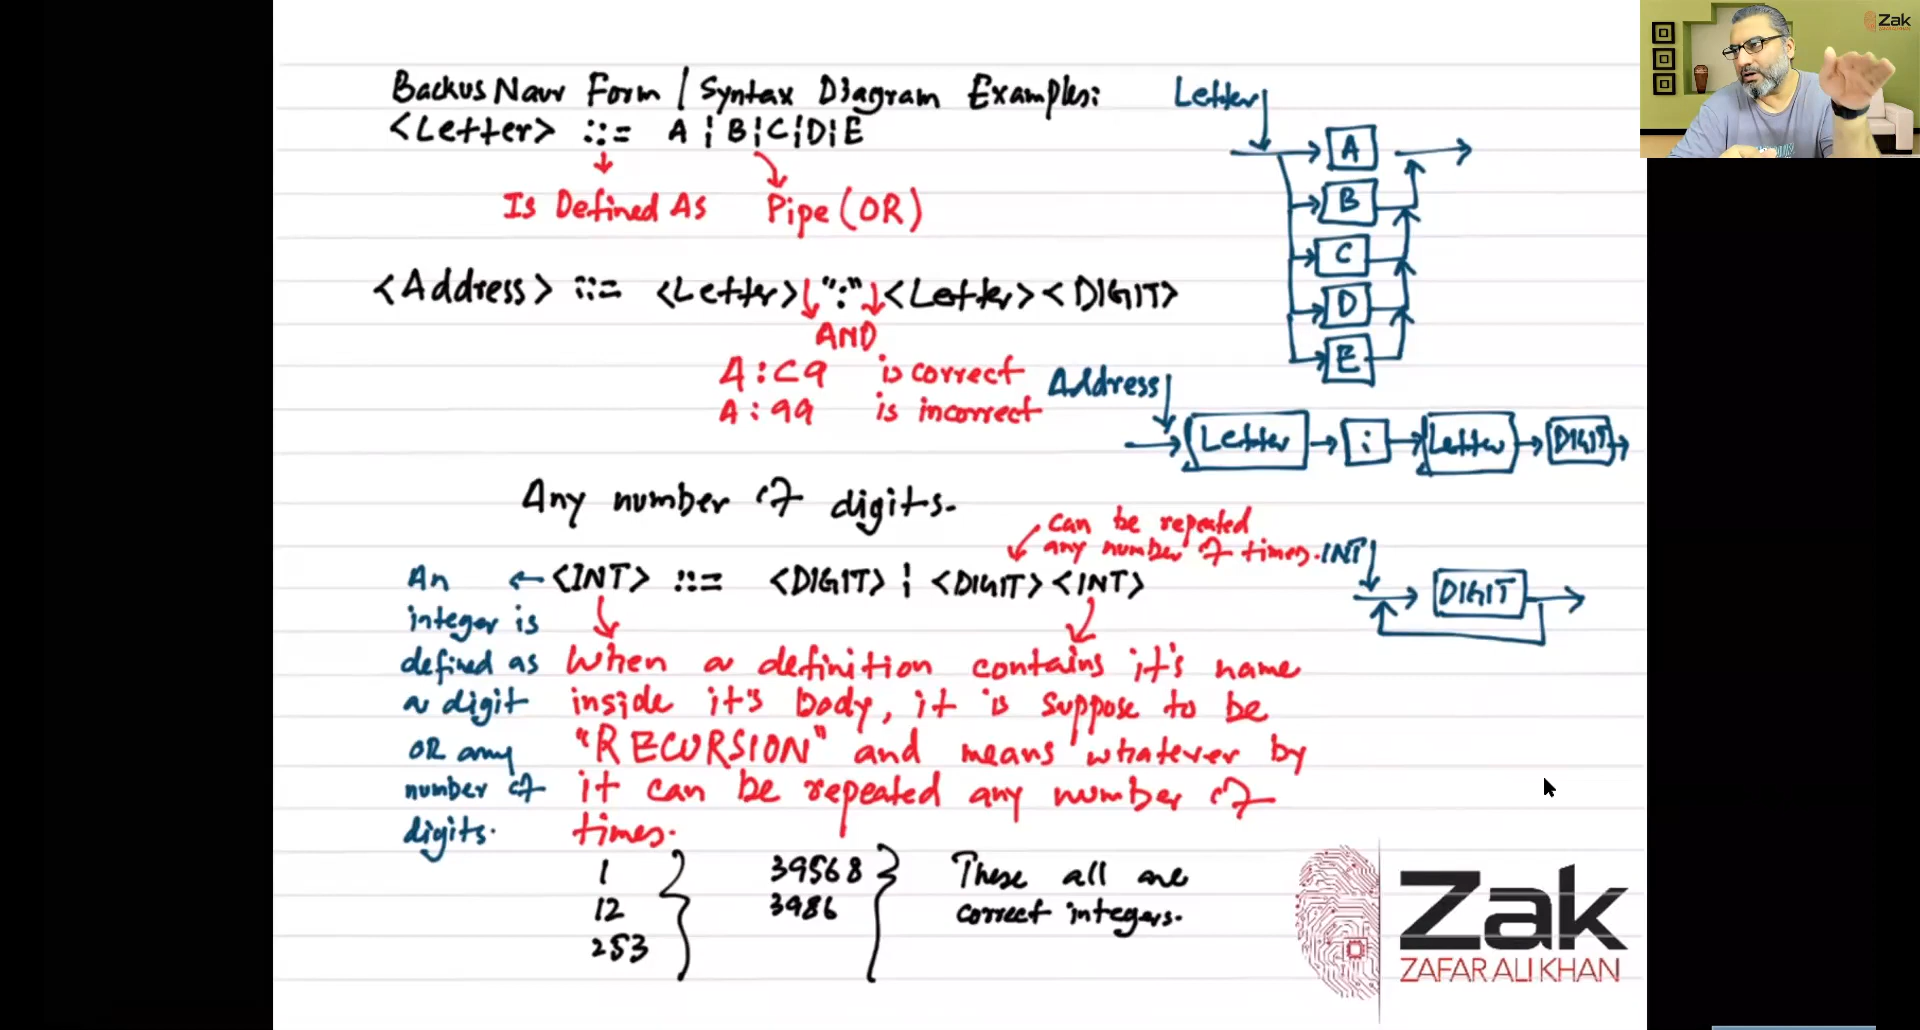 Backus Naur Form / Syntax Diagram Examples:
<Letter> ::= A | B | C | D | E
Is Defined As
Pipe (OR)
Letter
A
B
C
D
E
<Address> ::= <Letter> ":" <Letter> <DIGIT>
AND
A : C9 is correct
A : 99 is incorrect
Address
Letter
:
Letter
DIGIT
Any number of digits.
can be repeated
any number of times.
<INT> ::= <DIGIT> | <DIGIT> <INT>
INT
DIGIT
An
integer is
defined as
a digit
OR any
number of
digits.
When a definition contains it's name
inside it's body, it is suppose to be
"RECURSION" and means whatever by
it can be repeated any number of
times.
1
12
253
39568
3986
These all are
correct integers.
Zak
ZAFAR ALI KHAN
Zak
ZAFAR ALI KHAN